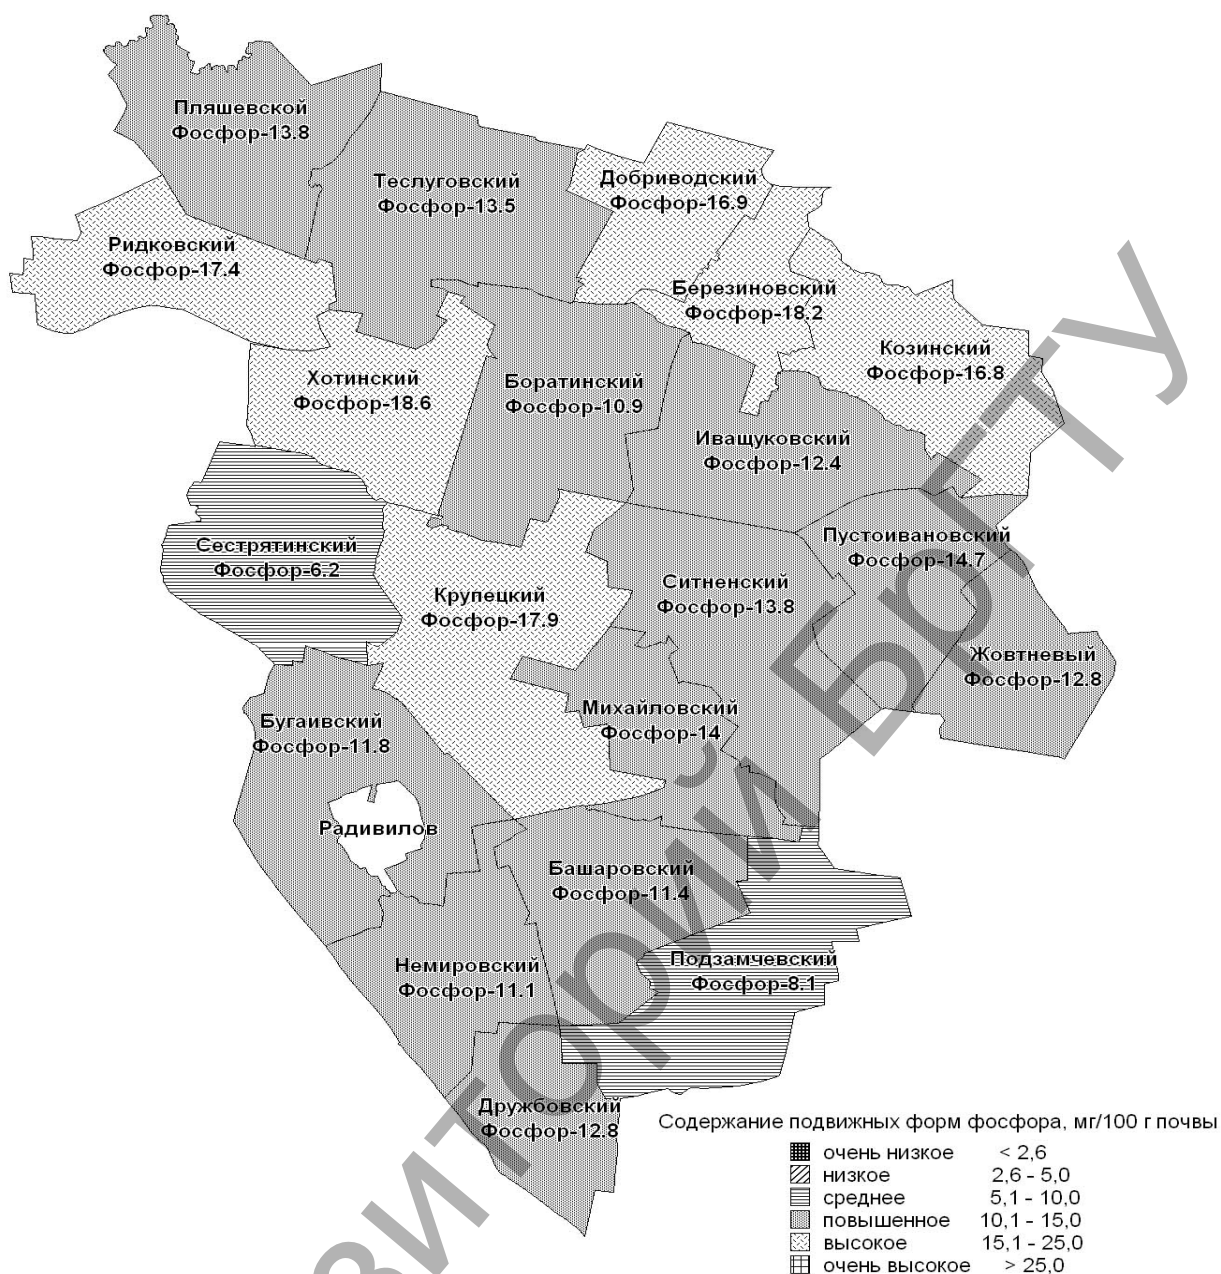 Пляшевской
Фосфор-13.8
Теслуговский
Фосфор-13.5
Добриводский
Фосфор-16.9
Ридковский
Фосфор-17.4
Березиновский
Фосфор-18.2
Козинский
Фосфор-16.8
Хотинский
Фосфор-18.6
Боратинский
Фосфор-10.9
Иващуковский
Фосфор-12.4
Сестрятинский
Фосфор-6.2
Крупецкий
Фосфор-17.9
Ситненский
Фосфор-13.8
Пустоивановский
Фосфор-14.7
Жовтневый
Фосфор-12.8
Бугаивский
Фосфор-11.8
Михайловский
Фосфор-14
Радивилов
Башаровский
Фосфор-11.4
Немировский
Фосфор-11.1
Подзамчевский
Фосфор-8.1
Дружбовский
Фосфор-12.8
Содержание подвижных форм фосфора, мг/100 г почвы
очень низкое < 2,6
низкое 2,6 - 5,0
среднее 5,1 - 10,0
повышенное 10,1 - 15,0
высокое 15,1 - 25,0
очень высокое > 25,0
зиторий БрГТУ